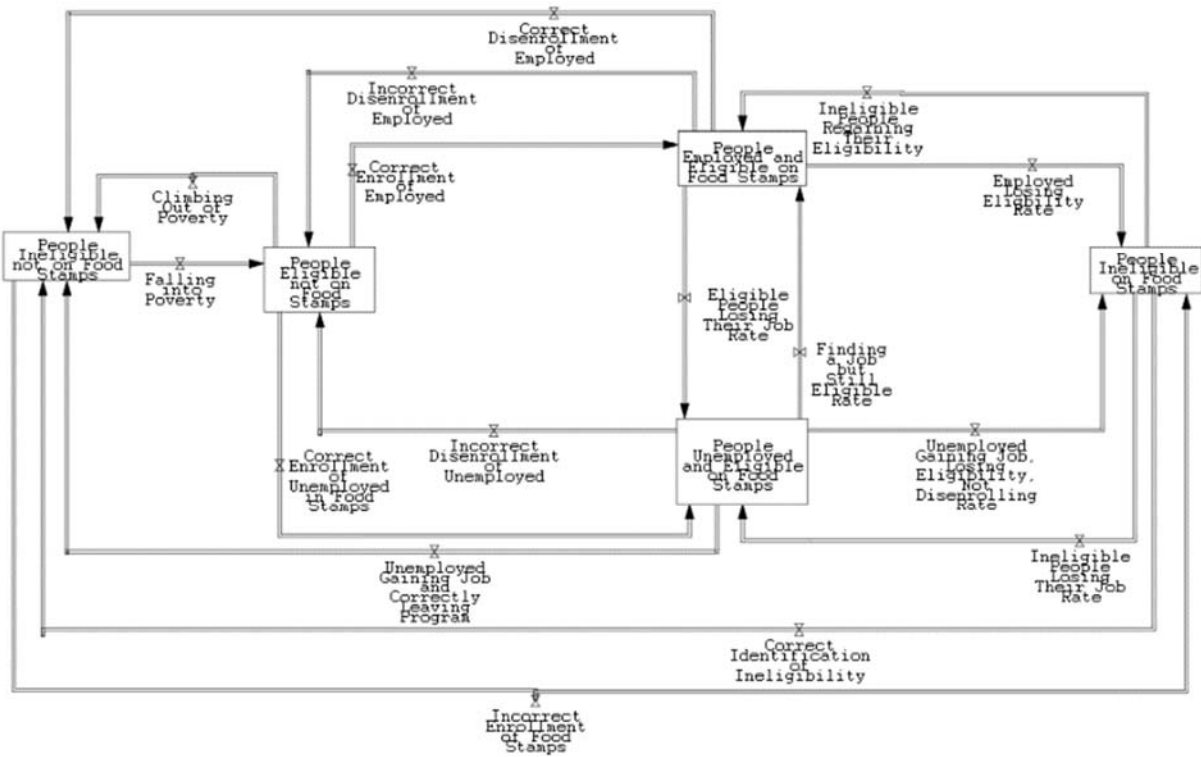 Correct
Disenrollment
of
Employed
Incorrect
Disenrollment
of
Employed
Ineligible
People
Regarning
Their
Eligibility
People
Employed and
Eligible on
Food Stamps
Correct
Enrollment
of
Employed
Employed
Losing
Eligbility
Rate
Climbing
Out of
Poverty
People
Ineligible
not on Food
Stamps
Falling
into
Poverty
People
Eligible
not on
Food
Stamps
People
Ineligible
on Food
Stamps
Eligible
People
Losing
Their Job
Rate
Finding
a Job
but
Still
Eligible
Rate
Correct
Enrollment
of
Unemployed
in Food
Stamps
Incorrect
Disenrollment
of
Unemployed
People
Unemployed
and Eligible
on Food
Stamps
Unemployed
Gaining Job,
Losing
Eligibility,
Not
Disenrolling
Rate
Unemployed
Gaining Job
and
Correctly
Leaving
Program
Ineligible
People
Losing
Their Job
Rate
Correct
Identification
of
Ineligibility
Incorrect
Enrollment
of Food
Stamps